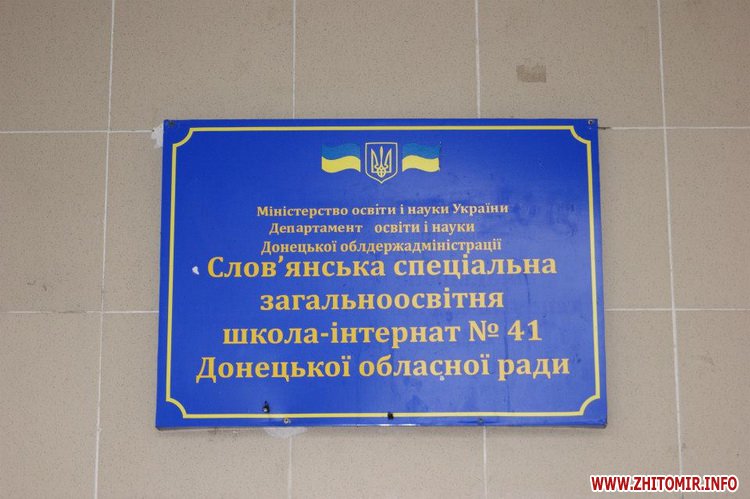 Міністерство освіти і науки України
Департамент освіти і науки
Донецької облдержадміністрації
Слов'янська спеціальна
загальноосвітня
школа-інтернат № 41
Донецької обласної ради
WWW.ZHITOMIR.INFO